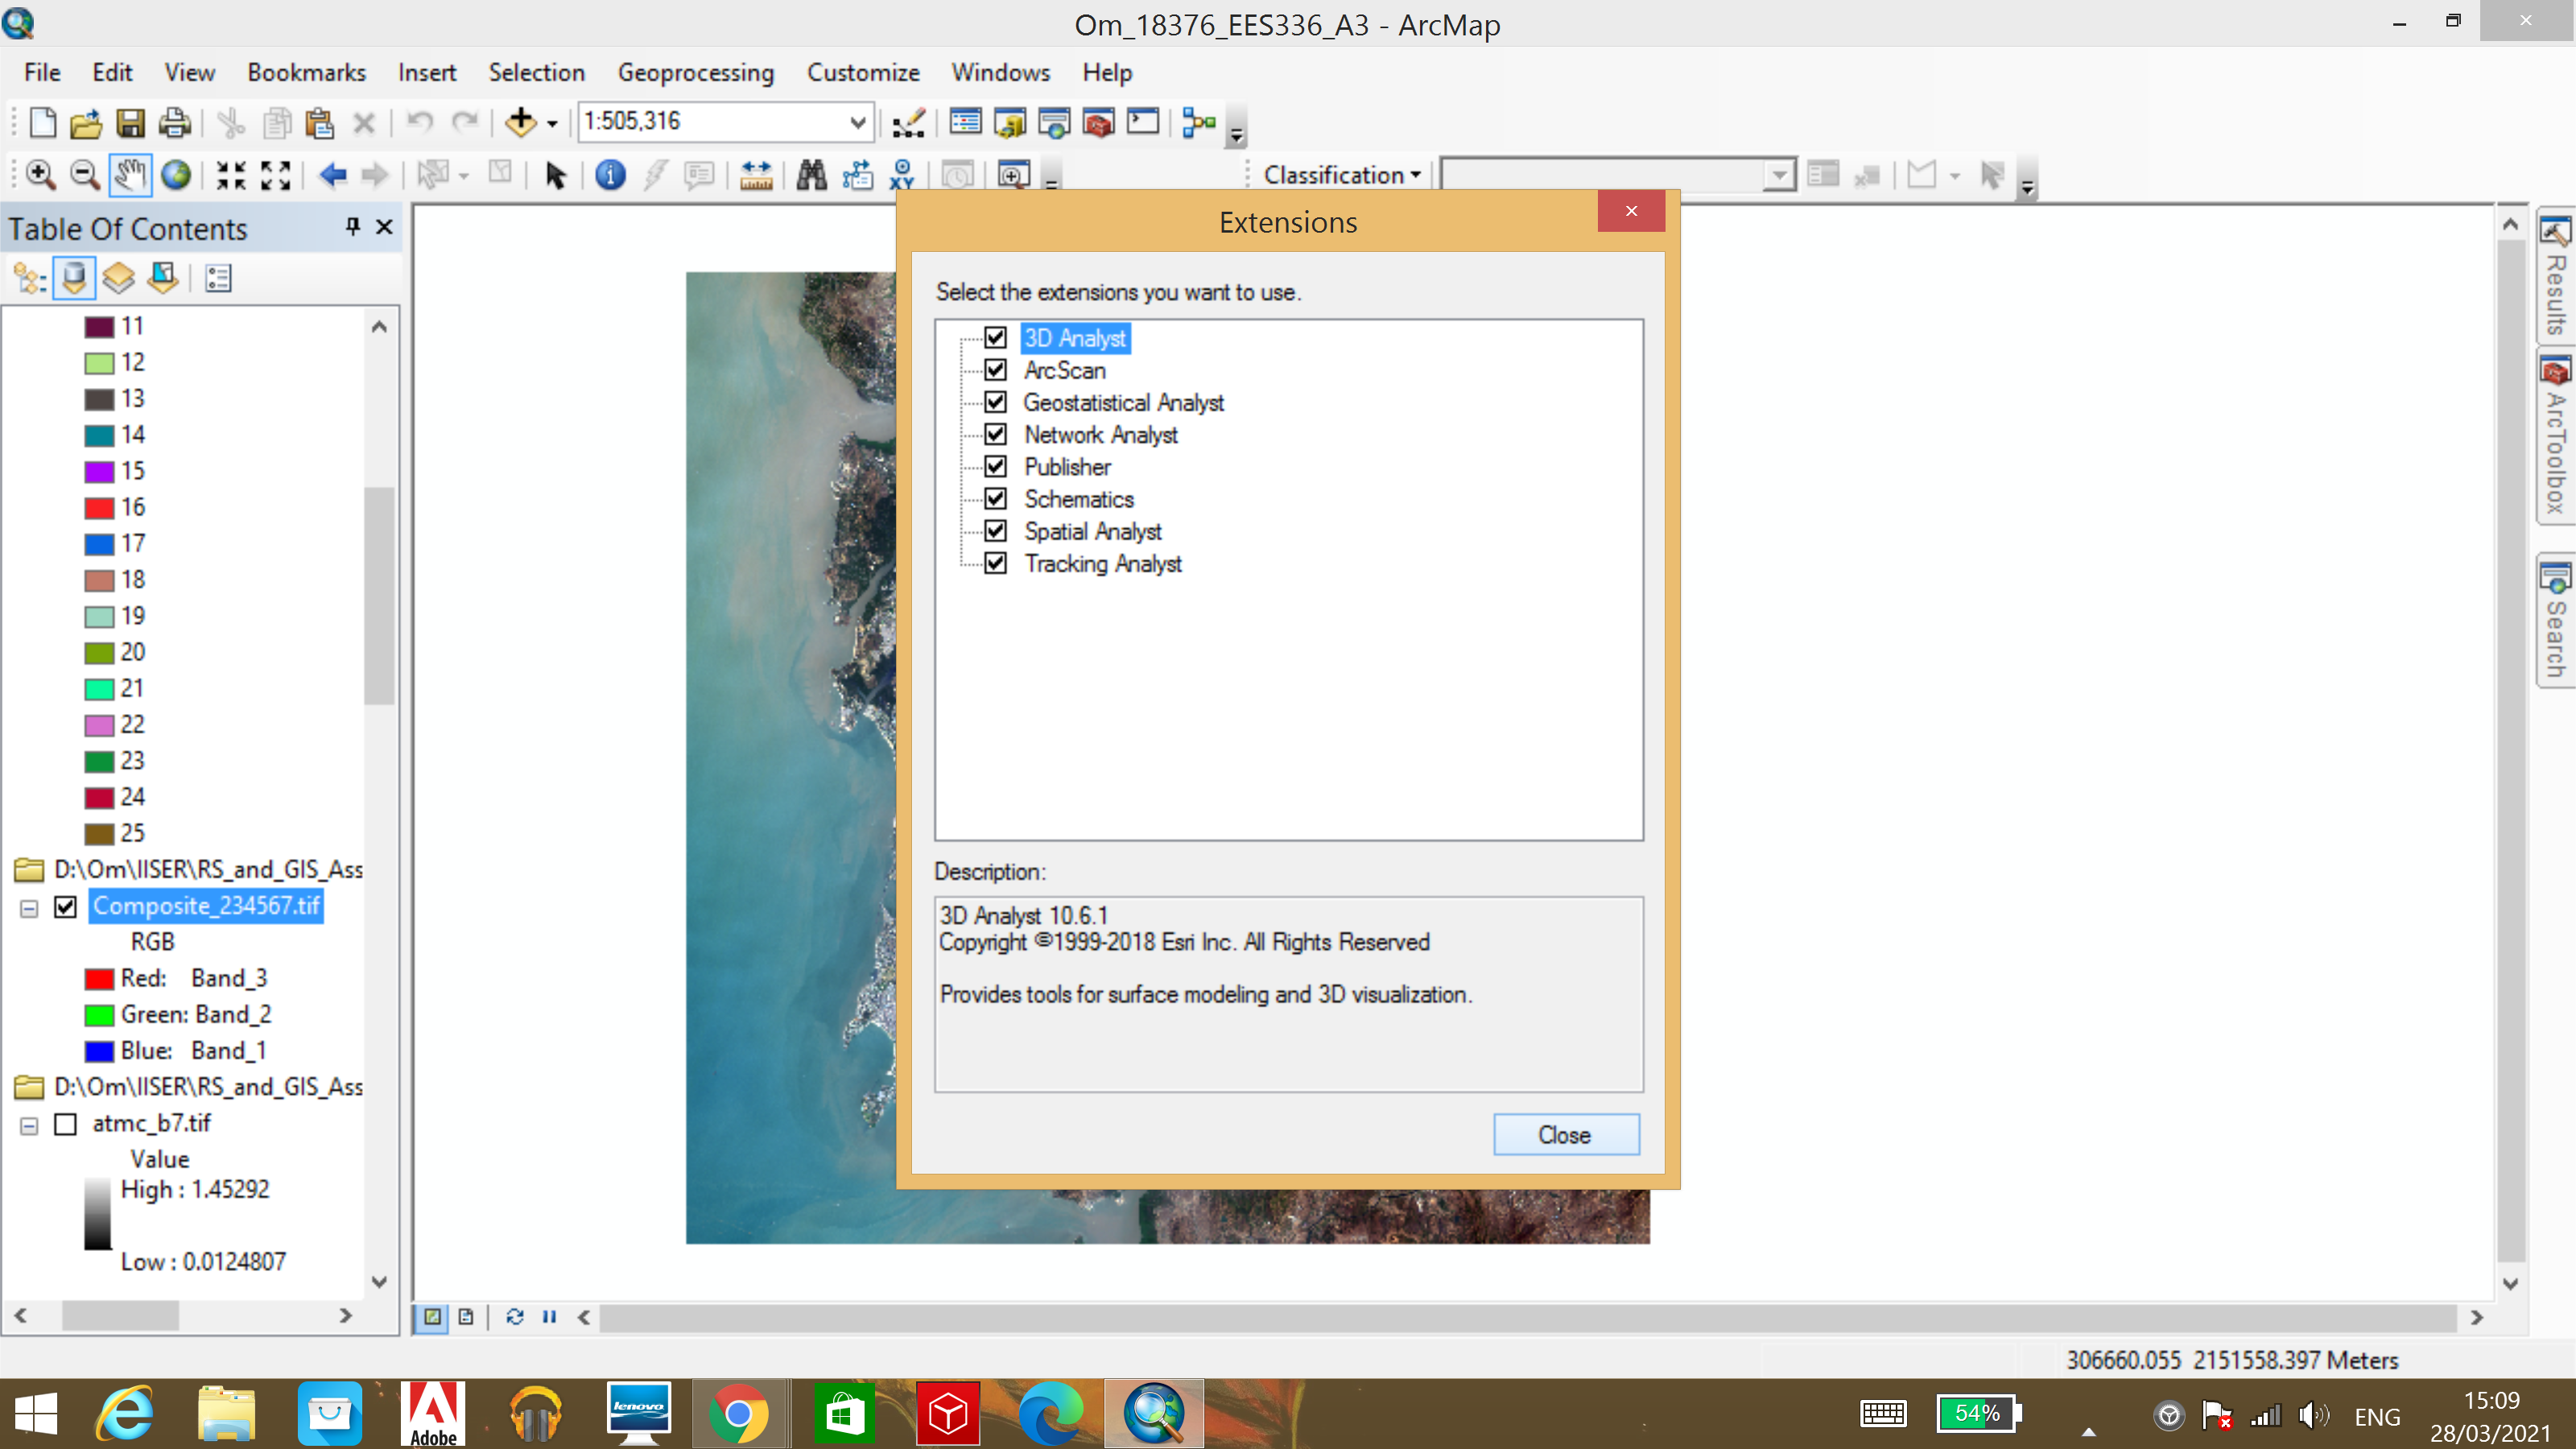 Om_18376_EES336_A3 - ArcMap
File Edit View Bookmarks Insert Selection Geoprocessing Customize Windows Help
1:505,316
XY
Classification
Table Of Contents
11
12
13
14
15
16
17
18
19
20
21
22
23
24
25
D:\Om\IISER\RS_and_GIS_Ass
Composite_234567.tif
RGB
Red: Band_3
Green: Band_2
Blue: Band_1
D:\Om\IISER\RS_and_GIS_Ass
atmc_b7.tif
Value
High : 1.45292
Low : 0.0124807
Extensions
Select the extensions you want to use.
3D Analyst
ArcScan
Geostatistical Analyst
Network Analyst
Publisher
Schematics
Spatial Analyst
Tracking Analyst
Description:
3D Analyst 10.6.1
Copyright ©1999-2018 Esri Inc. All Rights Reserved
Provides tools for surface modeling and 3D visualization.
Close
Results
ArcToolbox
Search
306660.055 2151558.397 Meters
Adobe
lenovo
54%
ENG
15:09
28/03/2021